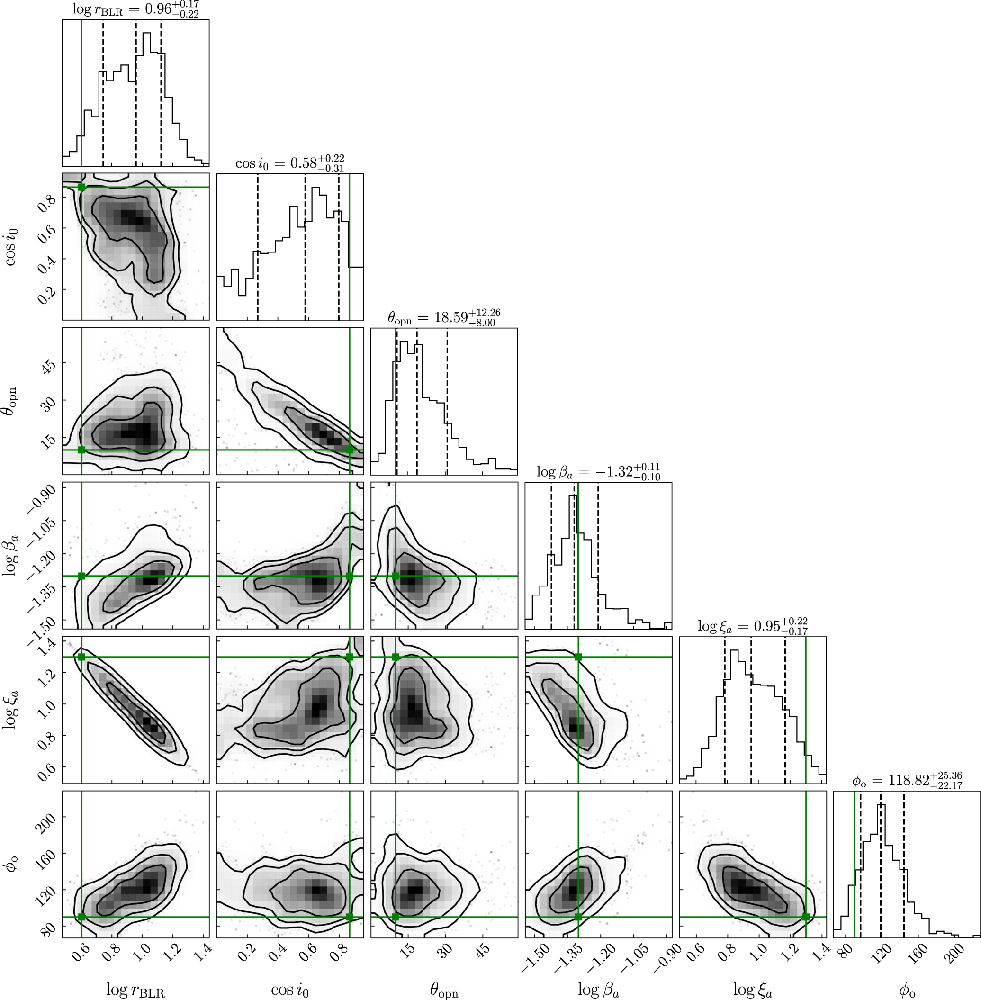 log r_BLR = 0.96^{+0.17}_{−0.22}
cos i_0 = 0.58^{+0.22}_{−0.31}
cos i_0
0.8
0.6
0.4
0.2
θ_opn = 18.59^{+12.26}_{−8.00}
θ_opn
45
30
15
log β_a = −1.32^{+0.11}_{−0.10}
log β_a
−0.90
−1.05
−1.20
−1.35
−1.50
log ξ_a = 0.95^{+0.22}_{−0.17}
log ξ_a
1.4
1.2
1.0
0.8
0.6
ϕ_o = 118.82^{+25.36}_{−22.17}
ϕ_o
200
160
120
80
0.6 0.8 1.0 1.2 1.4 0.2 0.4 0.6 0.8 15 30 45 −1.50 −1.35 −1.20 −1.05 −0.90 0.6 0.8 1.0 1.2 1.4 80 120 160 200
log r_BLR cos i_0 θ_opn log β_a log ξ_a ϕ_o